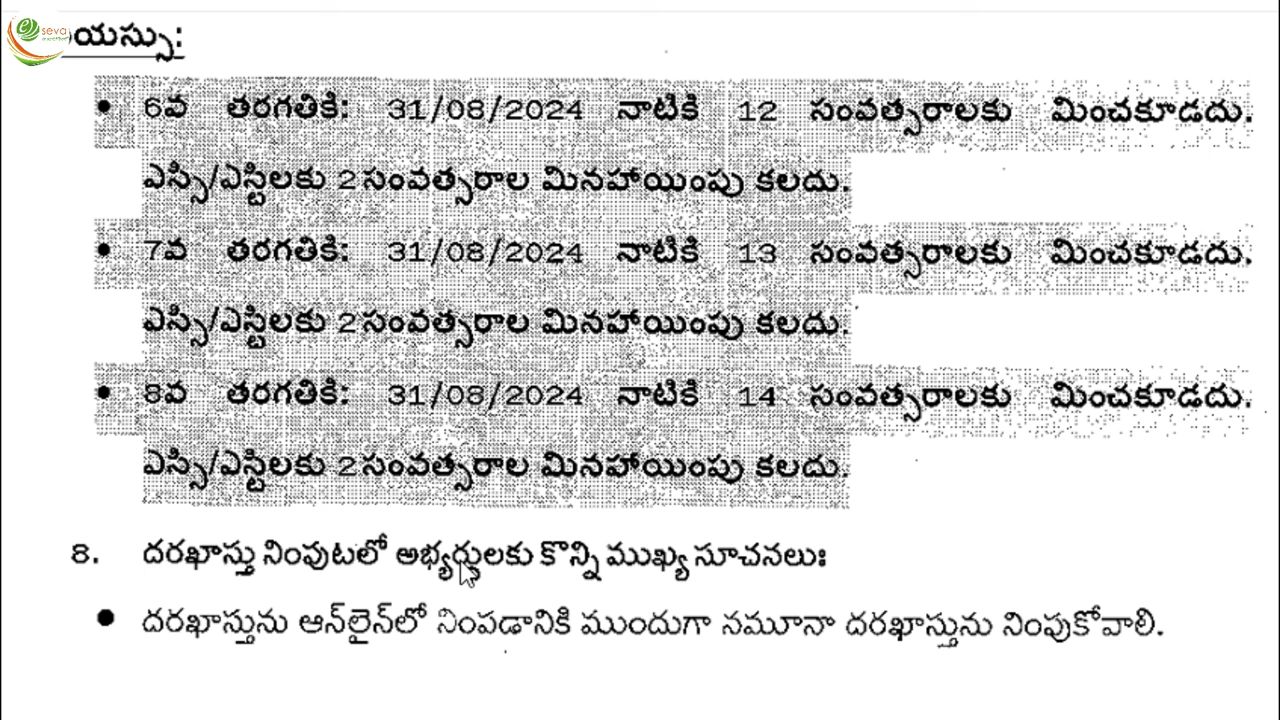 seva
వయస్సు:
• 6వ తరగతికి: 31/08/2024 నాటికి 12 సంవత్సరాలకు మించకూడదు.
ఎస్సి/ఎస్టిలకు 2 సంవత్సరాల మినహాయింపు కలదు.
• 7వ తరగతికి: 31/08/2024 నాటికి 13 సంవత్సరాలకు మించకూడదు.
ఎస్సి/ఎస్టిలకు 2 సంవత్సరాల మినహాయింపు కలదు.
• 8వ తరగతికి: 31/08/2024 నాటికి 14 సంవత్సరాలకు మించకూడదు.
ఎస్సి/ఎస్టిలకు 2 సంవత్సరాల మినహాయింపు కలదు.
8. దరఖాస్తు నింపుటలో అభ్యర్ధులకు కొన్ని ముఖ్య సూచనలుః
• దరఖాస్తును ఆన్‌లైన్‌లో నింపడానికి ముందుగా నమూనా దరఖాస్తును నింపుకోవాలి.